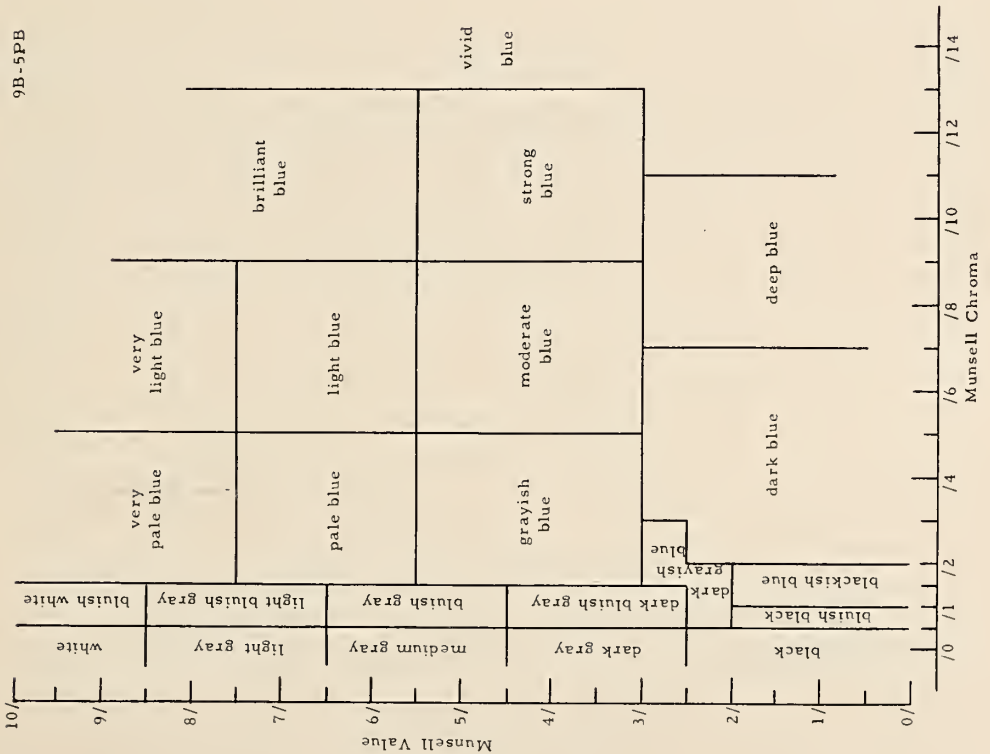 9B-5PB
10/
9/
8/
7/
6/
5/
4/
3/
2/
1/
0/
Munsell Value
white
light gray
medium gray
dark gray
black
bluish white
light bluish gray
bluish gray
dark bluish gray
dark
grayish
blue
bluish
black
blackish blue
very
pale blue
pale blue
grayish
blue
dark blue
very
light blue
light blue
moderate
blue
deep blue
brilliant
blue
strong
blue
vivid
blue
/0
/1
/2
/4
/6
/8
/10
/12
/14
Munsell Chroma